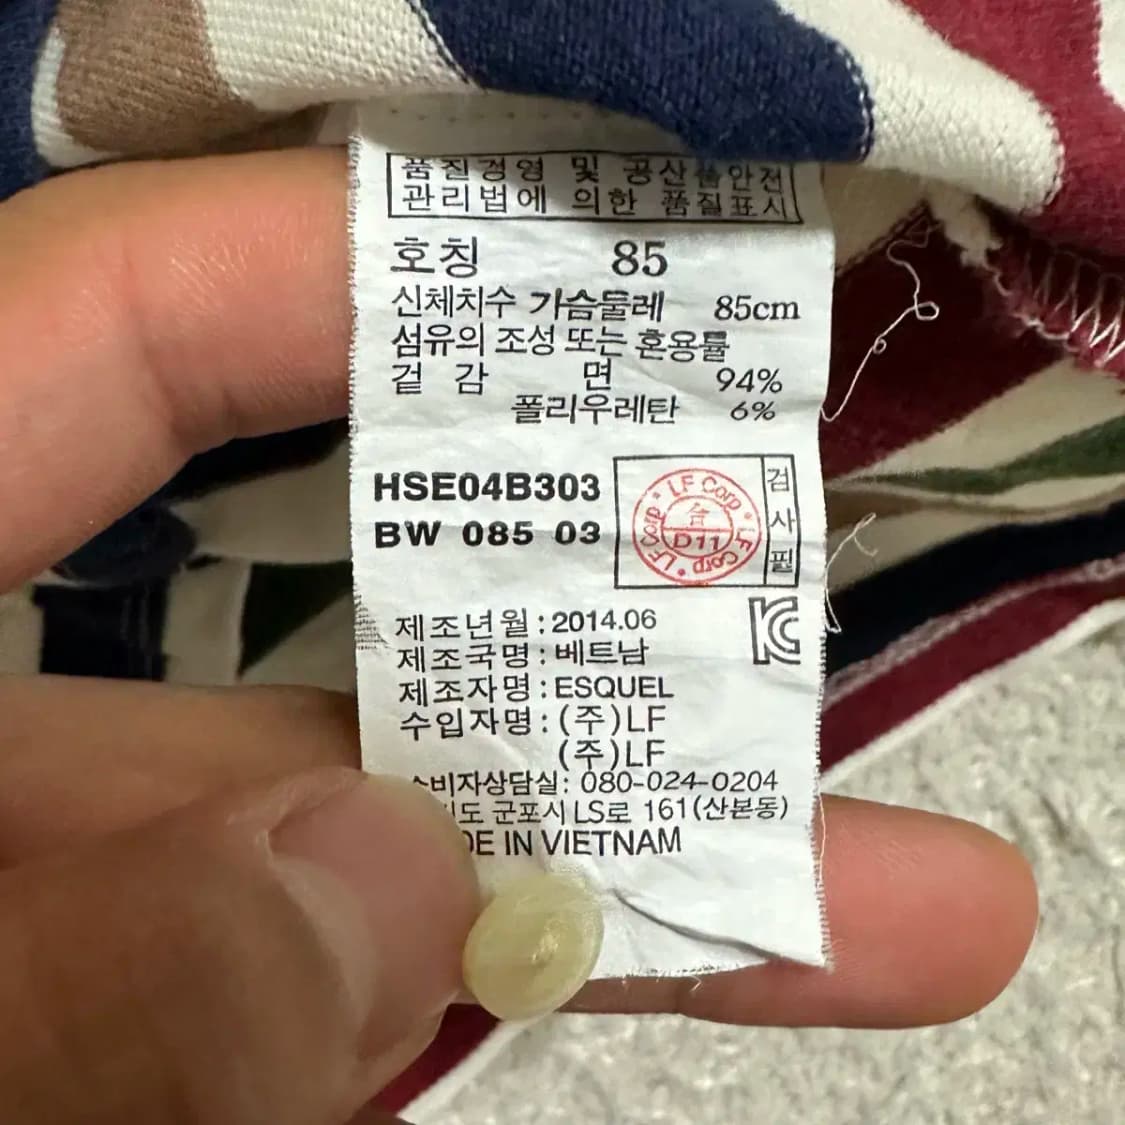 품질경영 및 공산품안전
관리법에 의한 품질표시
호칭 85
신체치수 가슴둘레 85cm
섬유의 조성 또는 혼용률
겉 감 면 94%
폴리우레탄 6%
HSE04B303
BW 085 03
LF Corp * LF Corp * LF Corp *
合
D11
검사필
제조년월 : 2014.06
KC
제조국명 : 베트남
제조자명 : ESQUEL
수입자명 : (주)LF
(주)LF
소비자상담실: 080-024-0204
군포시 LS로 161(산본동)
IN VIETNAM